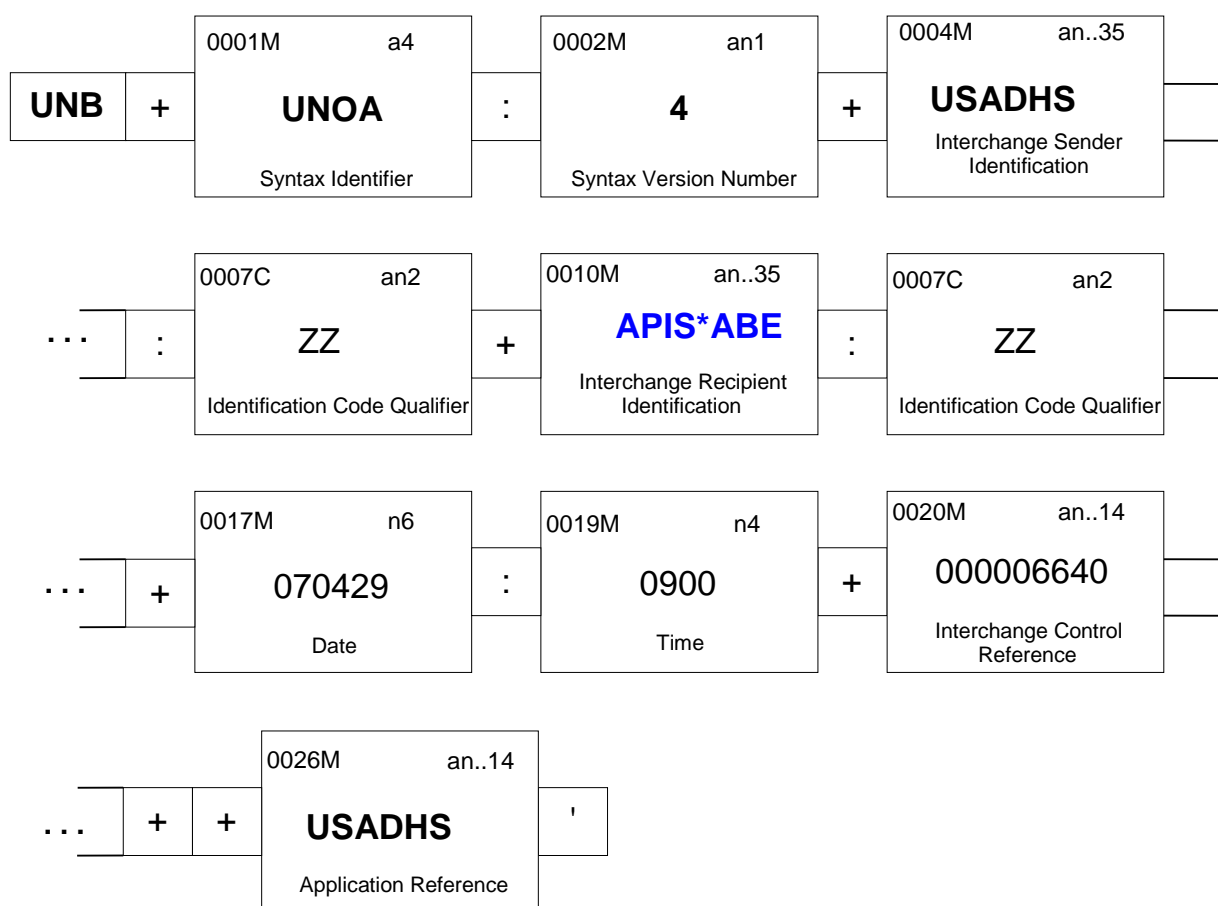 0001M a4 0002M an1 0004M an..35
UNB + UNOA : 4 + USADHS
Interchange Sender
Identification
Syntax Identifier Syntax Version Number
0007C an2 0010M an..35 0007C an2
... : ZZ + APIS*ABE : ZZ
Interchange Recipient
Identification
Identification Code Qualifier Identification Code Qualifier
0017M n6 0019M n4 0020M an..14
... + 070429 : 0900 + 000006640
Date Time Interchange Control
Reference
0026M an..14
... + + USADHS '
Application Reference